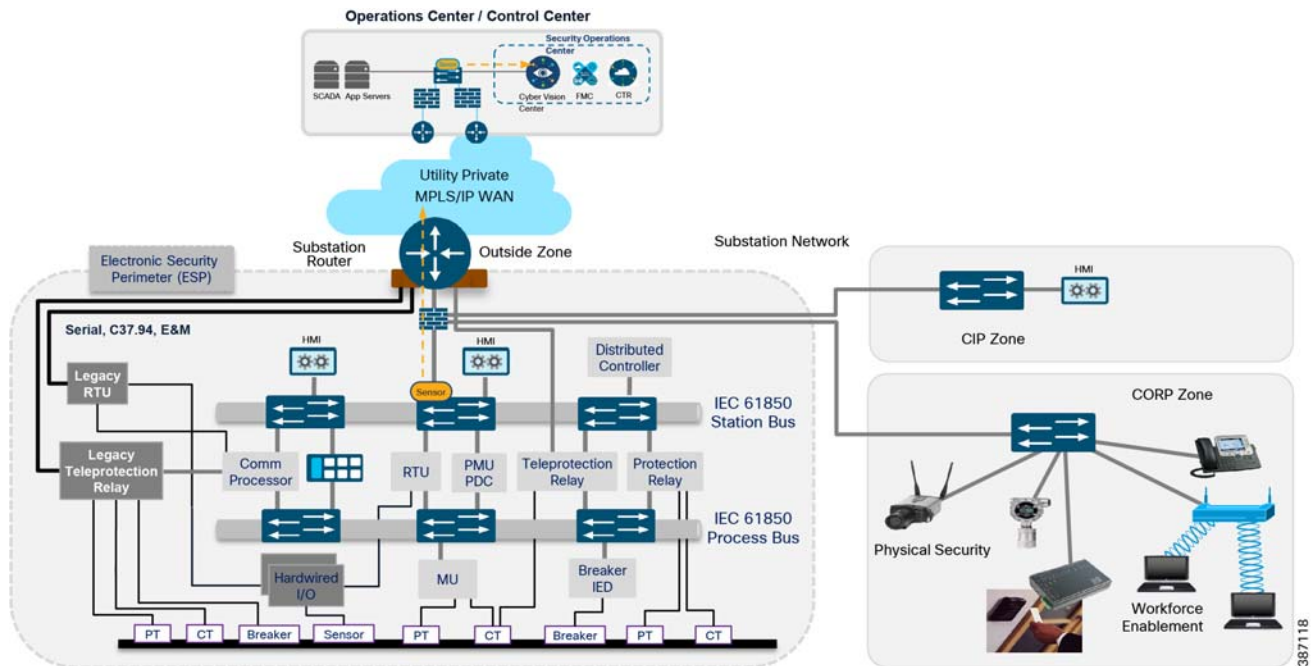 Operations Center / Control Center
Security Operations
Center
Sensor
SCADA
App Servers
Cyber Vision
Center
FMC
CTR
Utility Private
MPLS/IP WAN
Substation
Router
Outside Zone
Substation Network
Electronic Security
Perimeter (ESP)
HMI
CIP Zone
Serial, C37.94, E&M
HMI
HMI
Distributed
Controller
CORP Zone
Legacy
RTU
Sensor
IEC 61850
Station Bus
Legacy
Teleprotection
Relay
Comm
Processor
RTU
PMU
PDC
Teleprotection
Relay
Protection
Relay
IEC 61850
Process Bus
Physical Security
Hardwired
I/O
MU
Breaker
IED
Workforce
Enablement
PT
CT
Breaker
Sensor
PT
CT
Breaker
PT
CT
387118